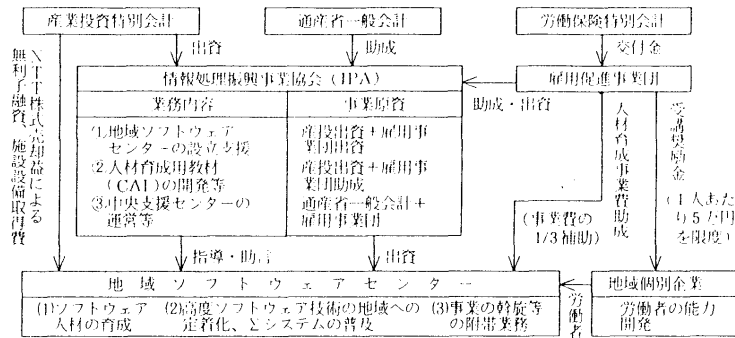 産業投資特別会計
通産省一般会計
労働保険特別会計
出資
助成
交付金
情報処理振興事業協会(IPA)
雇用促進事業団
助成・出資
業務内容
事業原資
①地域ソフトウェア
センターの設立支援
産投出資+雇用事
業団出資
②人材育成用教材
(CAI)の開発等
産投出資+雇用事
業団助成
③中央支援センターの
運営等
通産省一般会計+
雇用事業団
NTT株式売却益による
無利子融資、施設設備取得費
人材育成事業費助成
(事業費の
1/3補助)
受講奨励金
(1人あた
り5万円
を限度)
指導・助言
出資
地域ソフトウェアセンター
(1)ソフトウェア
人材の育成
(2)高度ソフトウェア技術の地域への
定着化、Σシステムの普及
(3)事業の斡旋等
の附帯業務
労働者
地域個別企業
労働者の能力
開発